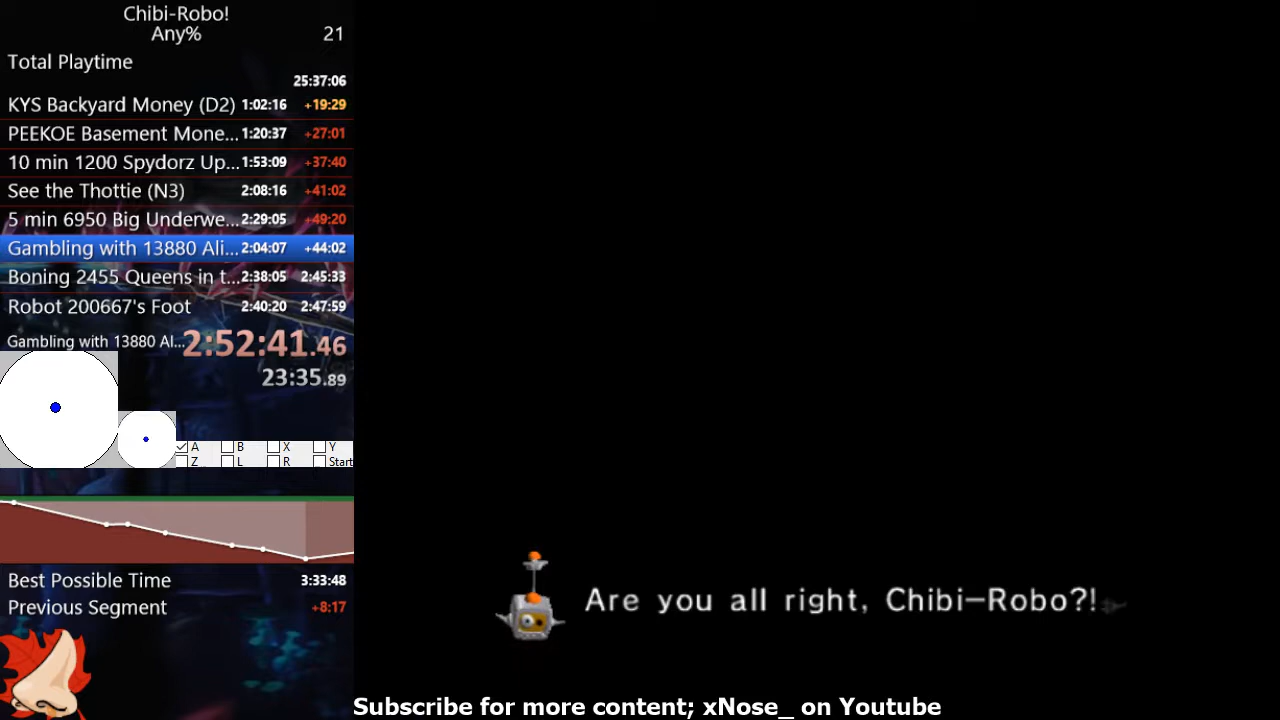 Chibi-Robo!
Any% 21
Total Playtime
25:37:06
KYS Backyard Money (D2) 1:02:16 +19:29
PEEKOE Basement Mone... 1:20:37 +27:01
10 min 1200 Spydorz Up... 1:53:09 +37:40
See the Thottie (N3) 2:08:16 +41:02
5 min 6950 Big Underwe... 2:29:05 +49:20
Gambling with 13880 Ali... 2:04:07 +44:02
Boning 2455 Queens in t... 2:38:05 2:45:33
Robot 200667's Foot 2:40:20 2:47:59
Gambling with 13880 Al... 2:52:41.46
23:35.89
A B X Y
Z L R Start
Best Possible Time 3:33:48
Previous Segment +8:17
Are you all right, Chibi-Robo?!
Subscribe for more content; xNose_ on Youtube